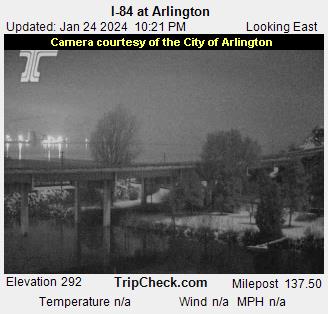 I-84 at Arlington
Updated: Jan 24 2024 10:21 PM Looking East
Camera courtesy of the City of Arlington
Elevation 292 TripCheck.com Milepost 137.50
Temperature n/a Wind n/a MPH n/a